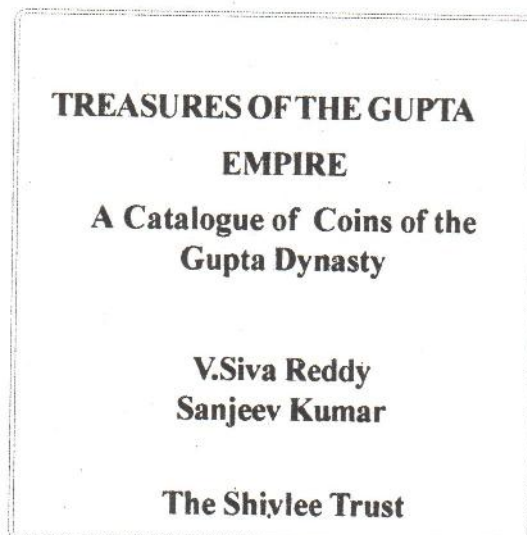 TREASURES OF THE GUPTA
EMPIRE
A Catalogue of Coins of the
Gupta Dynasty
V.Siva Reddy
Sanjeev Kumar
The Shivlee Trust